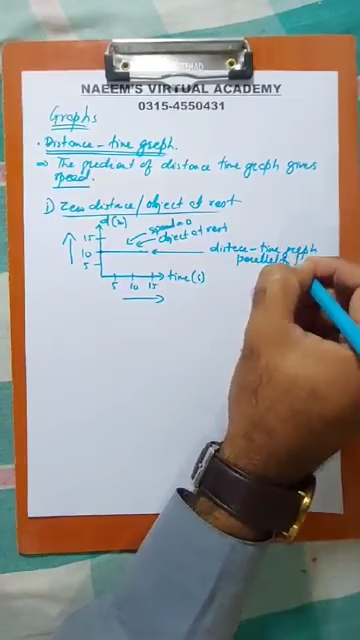 NAEEM'S VIRTUAL ACADEMY
0315-4550431
Graphs
• Distance-time graph.
⇒ The gradient of distance time graph gives
speed.
i) Zero distance/object at rest
d(m)
speed=0
object at rest
15
10
5
5 10 15
time(s)
distance-time graph
parallel